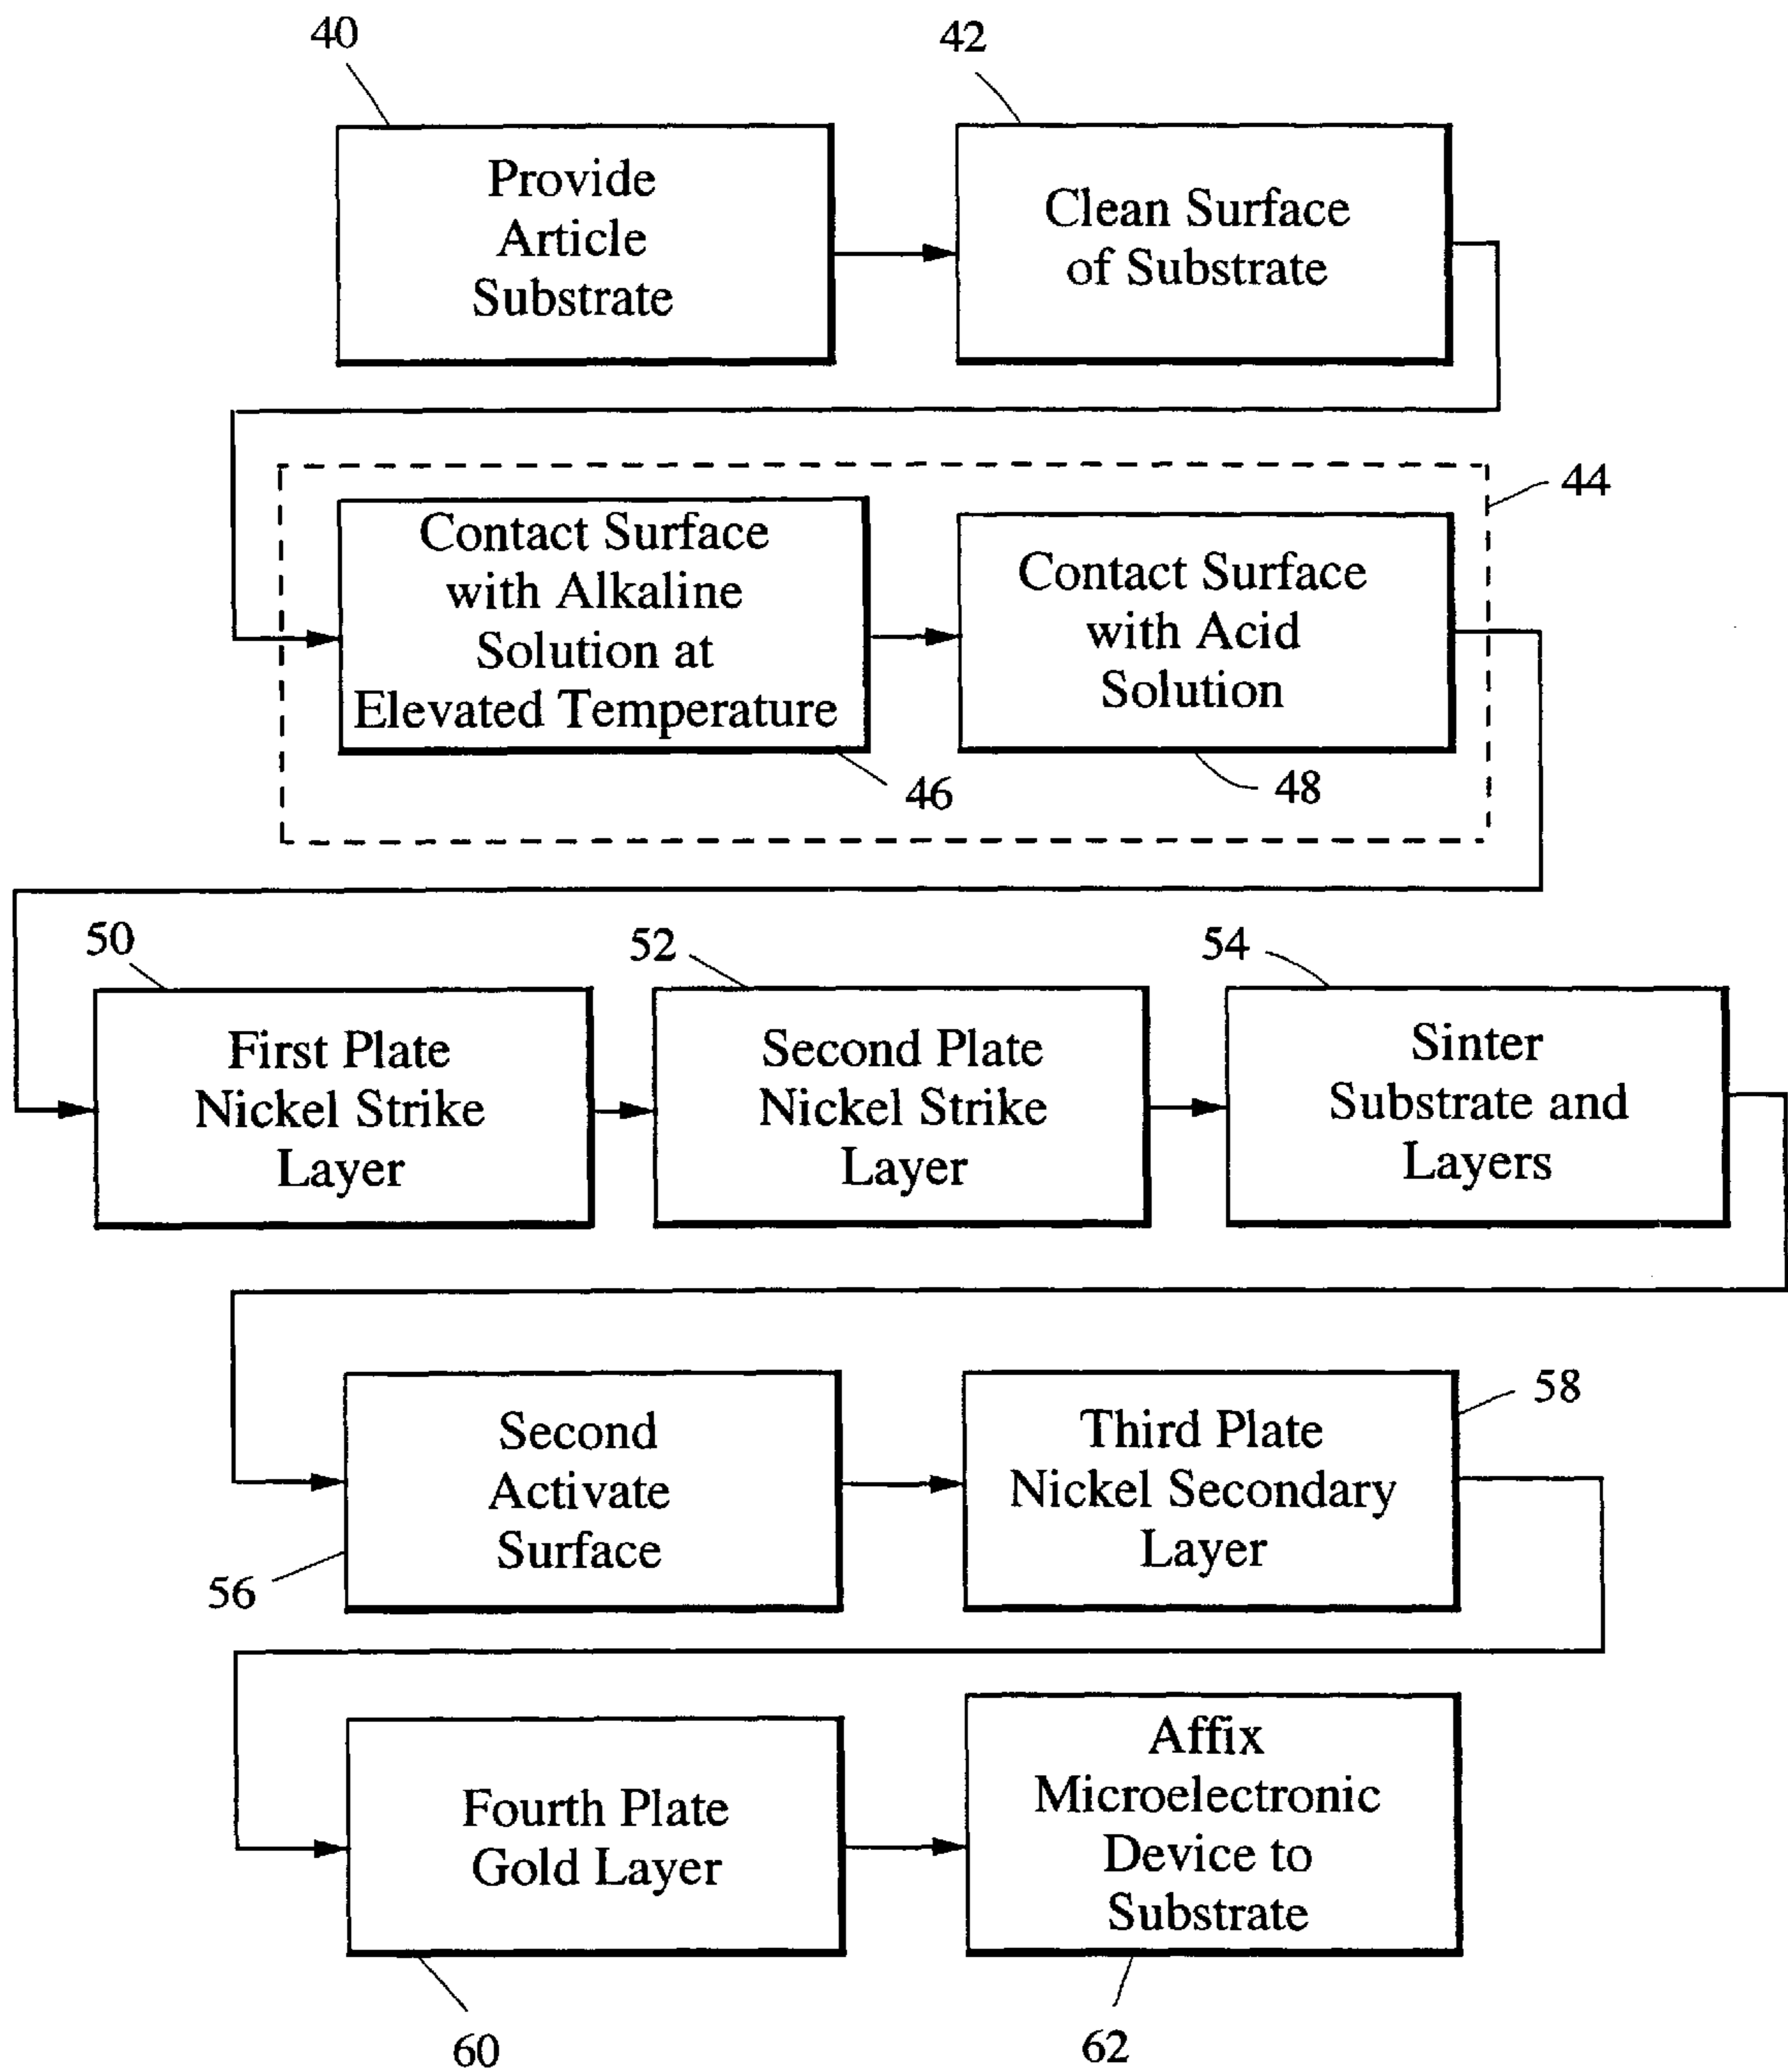 40
42
Provide
Article
Substrate
Clean Surface
of Substrate
44
Contact Surface
with Alkaline
Solution at
Elevated Temperature
Contact Surface
with Acid
Solution
46
48
50
52
54
First Plate
Nickel Strike
Layer
Second Plate
Nickel Strike
Layer
Sinter
Substrate and
Layers
Second
Activate
Surface
56
Third Plate
Nickel Secondary
Layer
58
Fourth Plate
Gold Layer
Affix
Microelectronic
Device to
Substrate
60
62